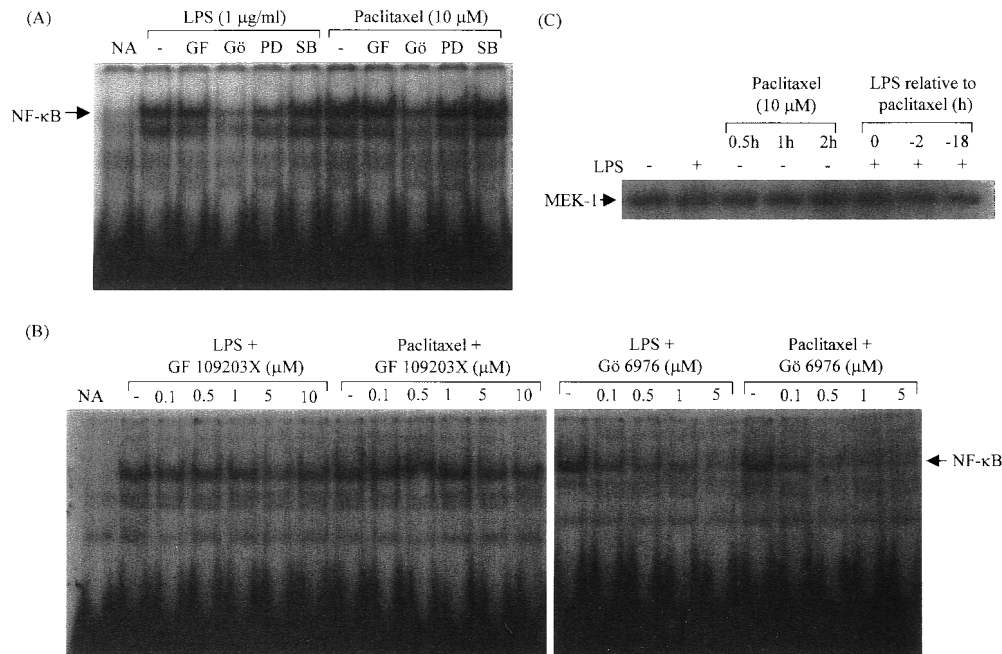 (A)
LPS (1 μg/ml) Paclitaxel (10 μM)
NA - GF Gö PD SB - GF Gö PD SB
NF-κB
(C)
Paclitaxel (10 μM)
LPS relative to paclitaxel (h)
0.5h 1h 2h 0 -2 -18
LPS - + - - - + + +
MEK-1
(B)
LPS + GF 109203X (μM)
Paclitaxel + GF 109203X (μM)
LPS + Gö 6976 (μM)
Paclitaxel + Gö 6976 (μM)
NA - 0.1 0.5 1 5 10 - 0.1 0.5 1 5 10 - 0.1 0.5 1 5 - 0.1 0.5 1 5
NF-κB